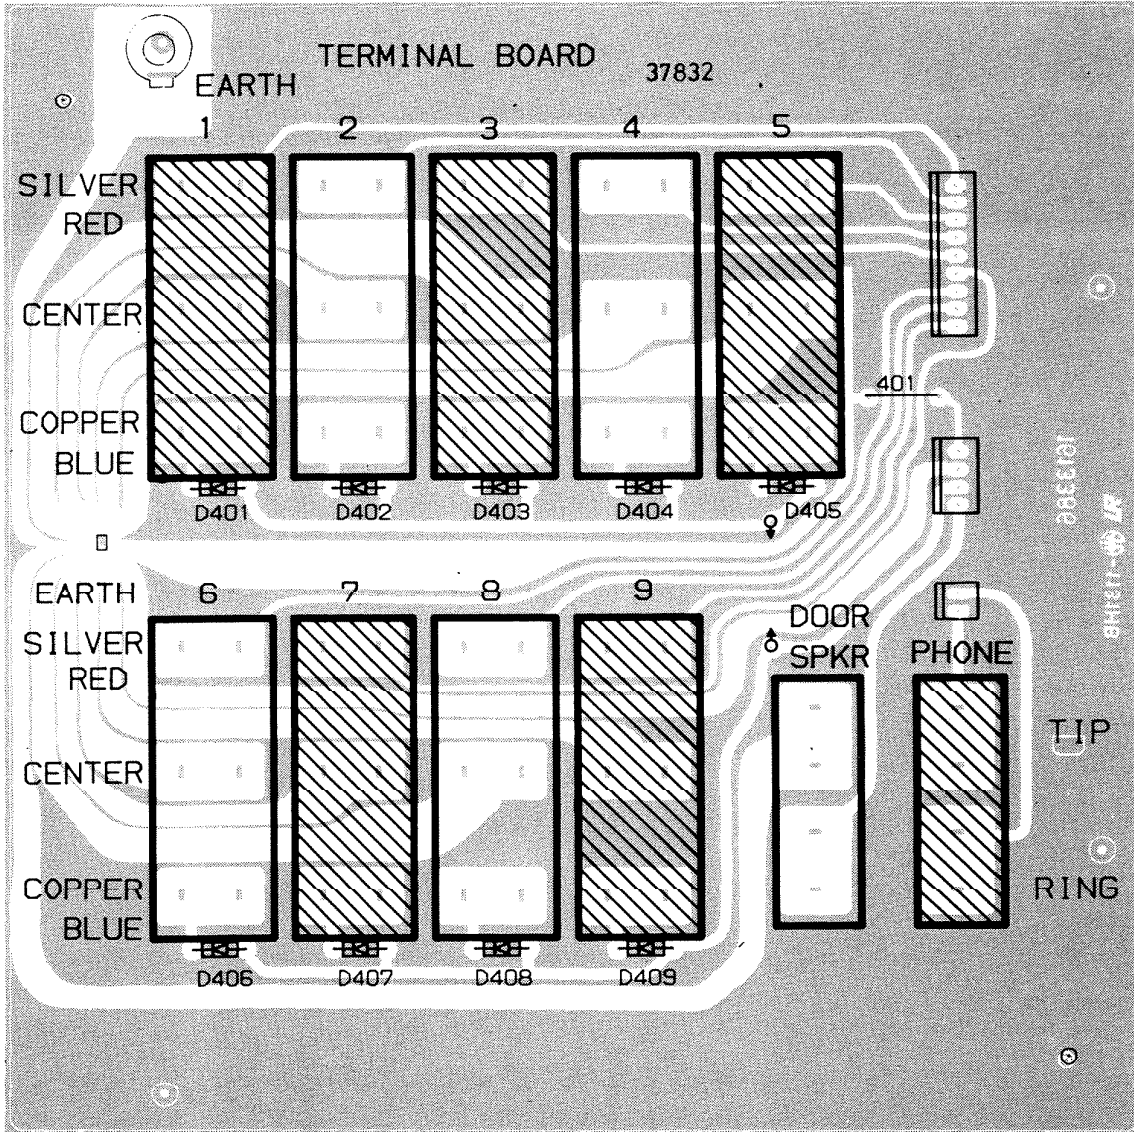 TERMINAL BOARD
37832
EARTH
1 2 3 4 5
SILVER
RED
CENTER
COPPER
BLUE
401
D401 D402 D403 D404 D405
EARTH
6 7 8 9
SILVER
RED
CENTER
COPPER
BLUE
D406 D407 D408 D409
DOOR
SPKR
PHONE
TIP
RING